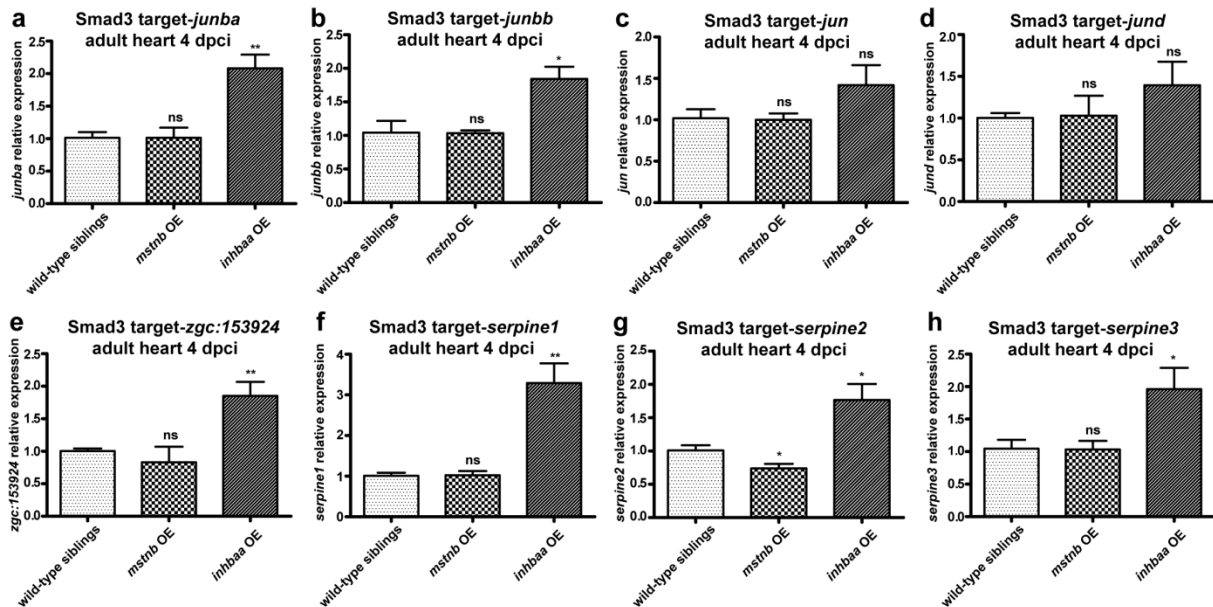 a
Smad3 target-junba
adult heart 4 dpci
junba relative expression
2.5
2.0
1.5
1.0
0.5
0.0
ns
**
wild-type siblings
mstnb OE
inhbaa OE
b
Smad3 target-junbb
adult heart 4 dpci
junbb relative expression
2.5
2.0
1.5
1.0
0.5
0.0
ns
*
wild-type siblings
mstnb OE
inhbaa OE
c
Smad3 target-jun
adult heart 4 dpci
jun relative expression
2.0
1.5
1.0
0.5
0.0
ns
ns
wild-type siblings
mstnb OE
inhbaa OE
d
Smad3 target-jund
adult heart 4 dpci
jund relative expression
2.0
1.5
1.0
0.5
0.0
ns
ns
wild-type siblings
mstnb OE
inhbaa OE
e
Smad3 target-zgc:153924
adult heart 4 dpci
zgc:153924 relative expression
2.5
2.0
1.5
1.0
0.5
0.0
ns
**
wild-type siblings
mstnb OE
inhbaa OE
f
Smad3 target-serpine1
adult heart 4 dpci
serpine1 relative expression
4
3
2
1
0
ns
**
wild-type siblings
mstnb OE
inhbaa OE
g
Smad3 target-serpine2
adult heart 4 dpci
serpine2 relative expression
2.5
2.0
1.5
1.0
0.5
0.0
*
*
wild-type siblings
mstnb OE
inhbaa OE
h
Smad3 target-serpine3
adult heart 4 dpci
serpine3 relative expression
2.5
2.0
1.5
1.0
0.5
0.0
ns
*
wild-type siblings
mstnb OE
inhbaa OE